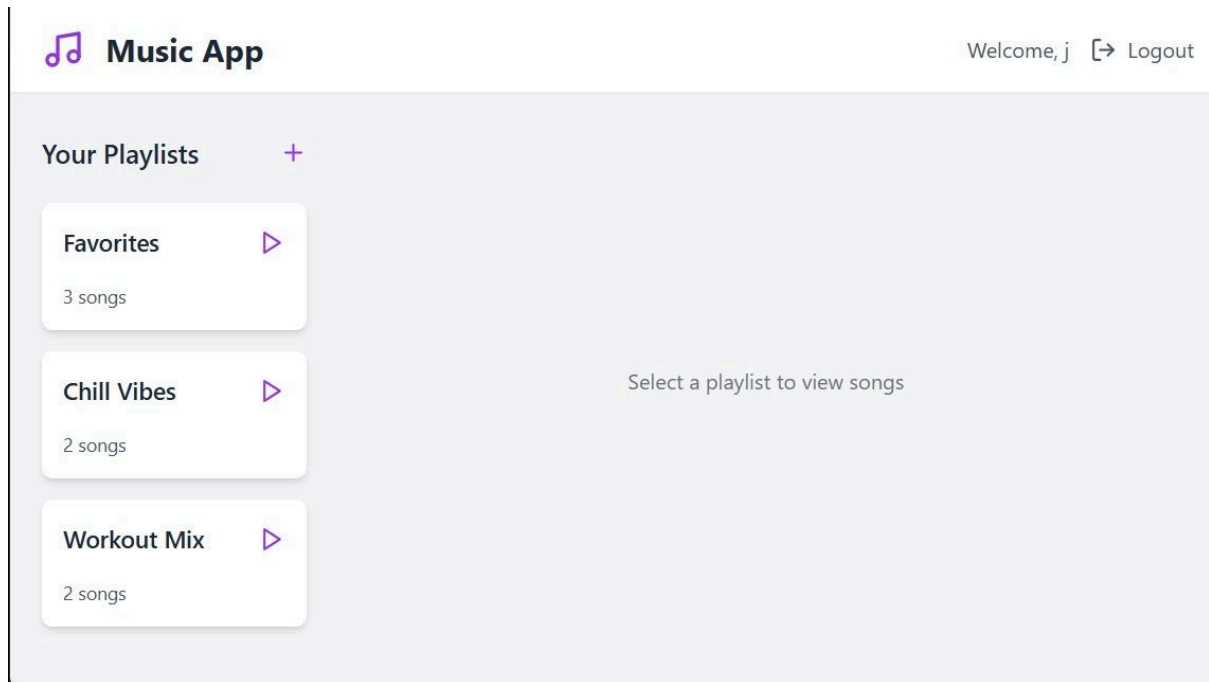 Music App
Welcome, j
Logout
Your Playlists
+
Favorites
3 songs
Chill Vibes
2 songs
Workout Mix
2 songs
Select a playlist to view songs